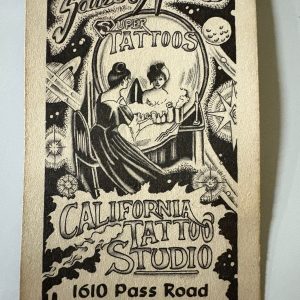 SUPER
TATTOOS
CALIFORNIA
TATTOO
STUDIO
1610 Pass Road